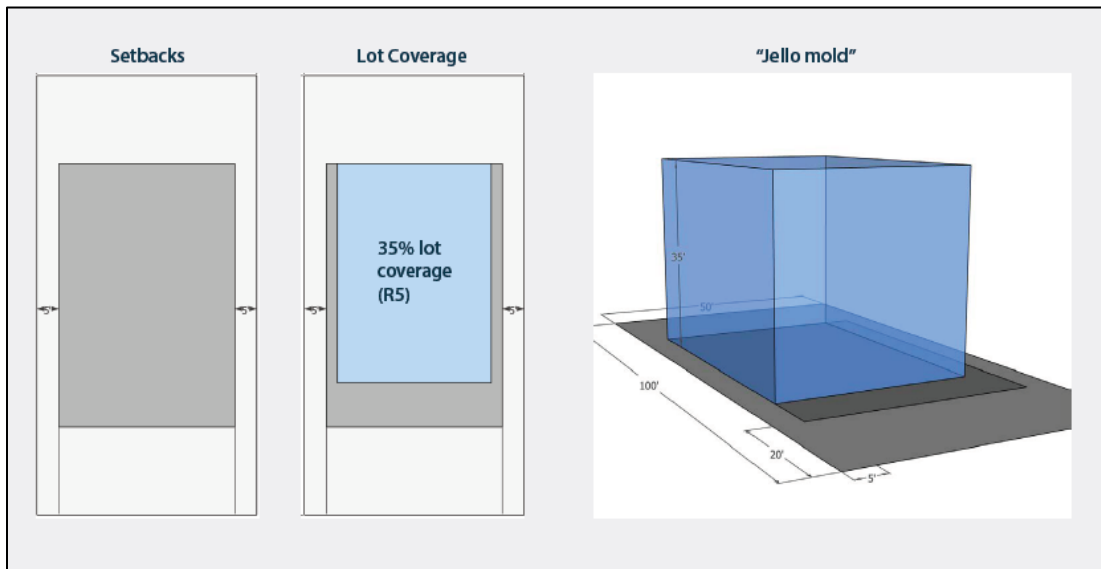 Setbacks
Lot Coverage
“Jello mold”
35% lot
coverage
(R5)
5'
5'
5'
5'
35'
50'
100'
20'
5'